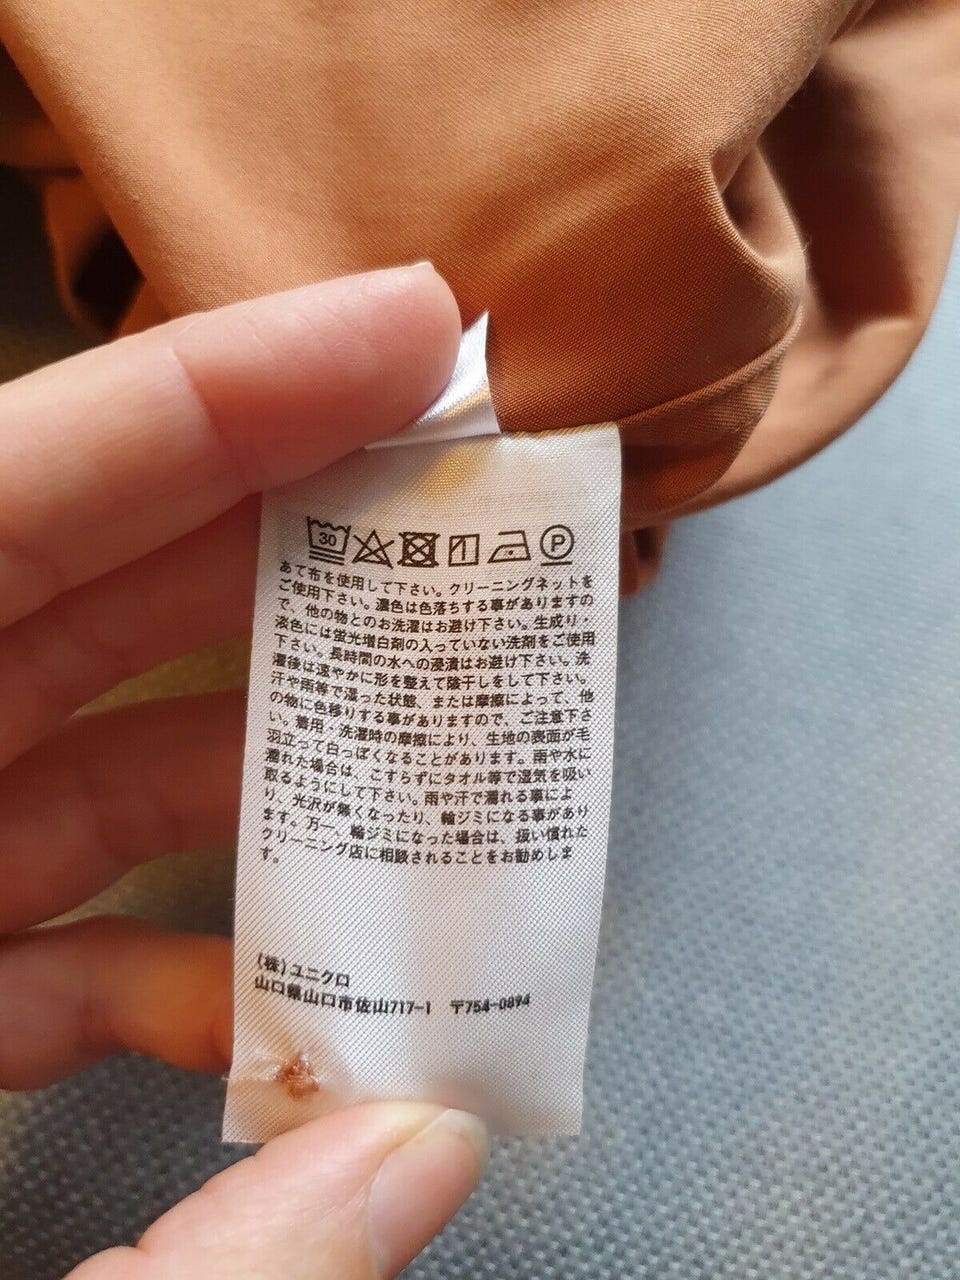 30 P
あて布を使用して下さい。クリーニングネットを
ご使用下さい。濃色は色落ちする事がありますの
で、他の物とのお洗濯はお避け下さい。生成り・
淡色には蛍光増白剤の入っていない洗剤をご使用
下さい。長時間の水への浸漬はお避け下さい。洗
濯後は速やかに形を整えて陰干しをして下さい。
汗や雨等で湿った状態、または摩擦によって、他
の物に色移りする事がありますので、ご注意下さ
い。着用・洗濯時の摩擦により、生地の表面が毛
羽立って白っぽくなることがあります。雨や水に
濡れた場合は、こすらずにタオル等で湿気を吸い
取るようにして下さい。雨や汗で濡れる事によ
り、光沢が無くなったり、輪ジミになる事があり
ます。万一、輪ジミになった場合は、扱い慣れた
クリーニング店に相談されることをお勧めしま
す。
(株)ユニクロ
山口県山口市佐山717-1 〒754-0894